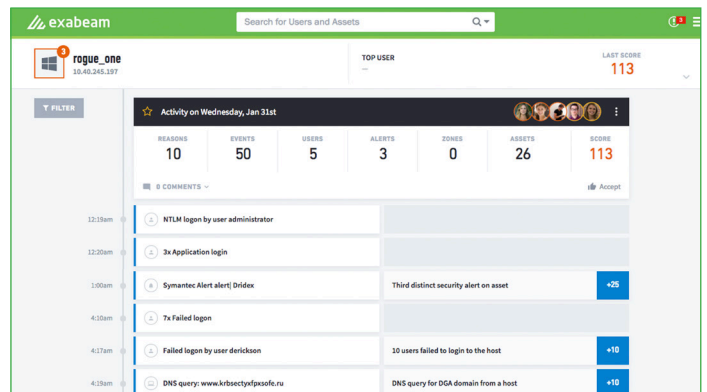 exabeam
Search for Users and Assets
3
3
rogue_one
10.40.245.197
TOP USER
—
LAST SCORE
113
FILTER
Activity on Wednesday, Jan 31st
REASONS EVENTS USERS ALERTS ZONES ASSETS SCORE
10 50 5 3 0 26 113
0 COMMENTS
Accept
12:19am NTLM logon by user administrator
12:20am 3x Application login
1:00am Symantec Alert alert| Dridex Third distinct security alert on asset +25
4:10am 7x Failed logon
4:17am Failed logon by user derickson 10 users failed to login to the host +10
4:19am DNS query: www.krbsectyxfpxsofe.ru DNS query for DGA domain from a host +10